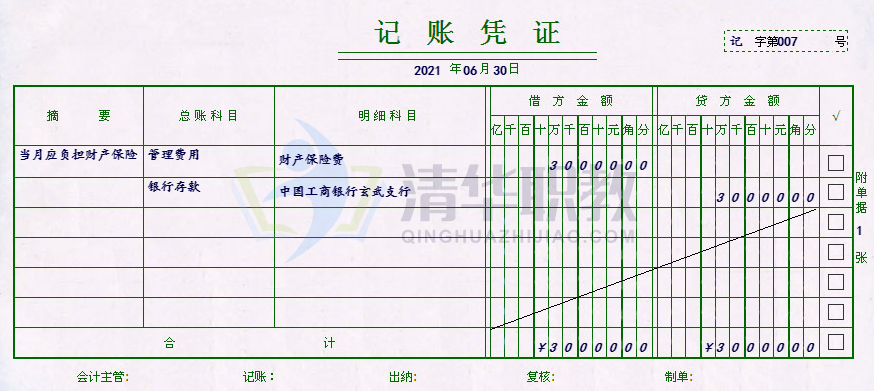 记账凭证
记 字第007 号
2021 年06月30日
摘 要 总账科目 明细科目 借方金额 贷方金额 √
亿千百十万千百十元角分 亿千百十万千百十元角分
当月应负担财产保险 管理费用 财产保险费 3000000
银行存款 中国工商银行玄武支行 3000000
合 计 ¥3000000 ¥3000000
附单据 1 张
会计主管: 记账: 出纳: 复核: 制单:
清华职教
QINGHUAZHIJIAO.COM